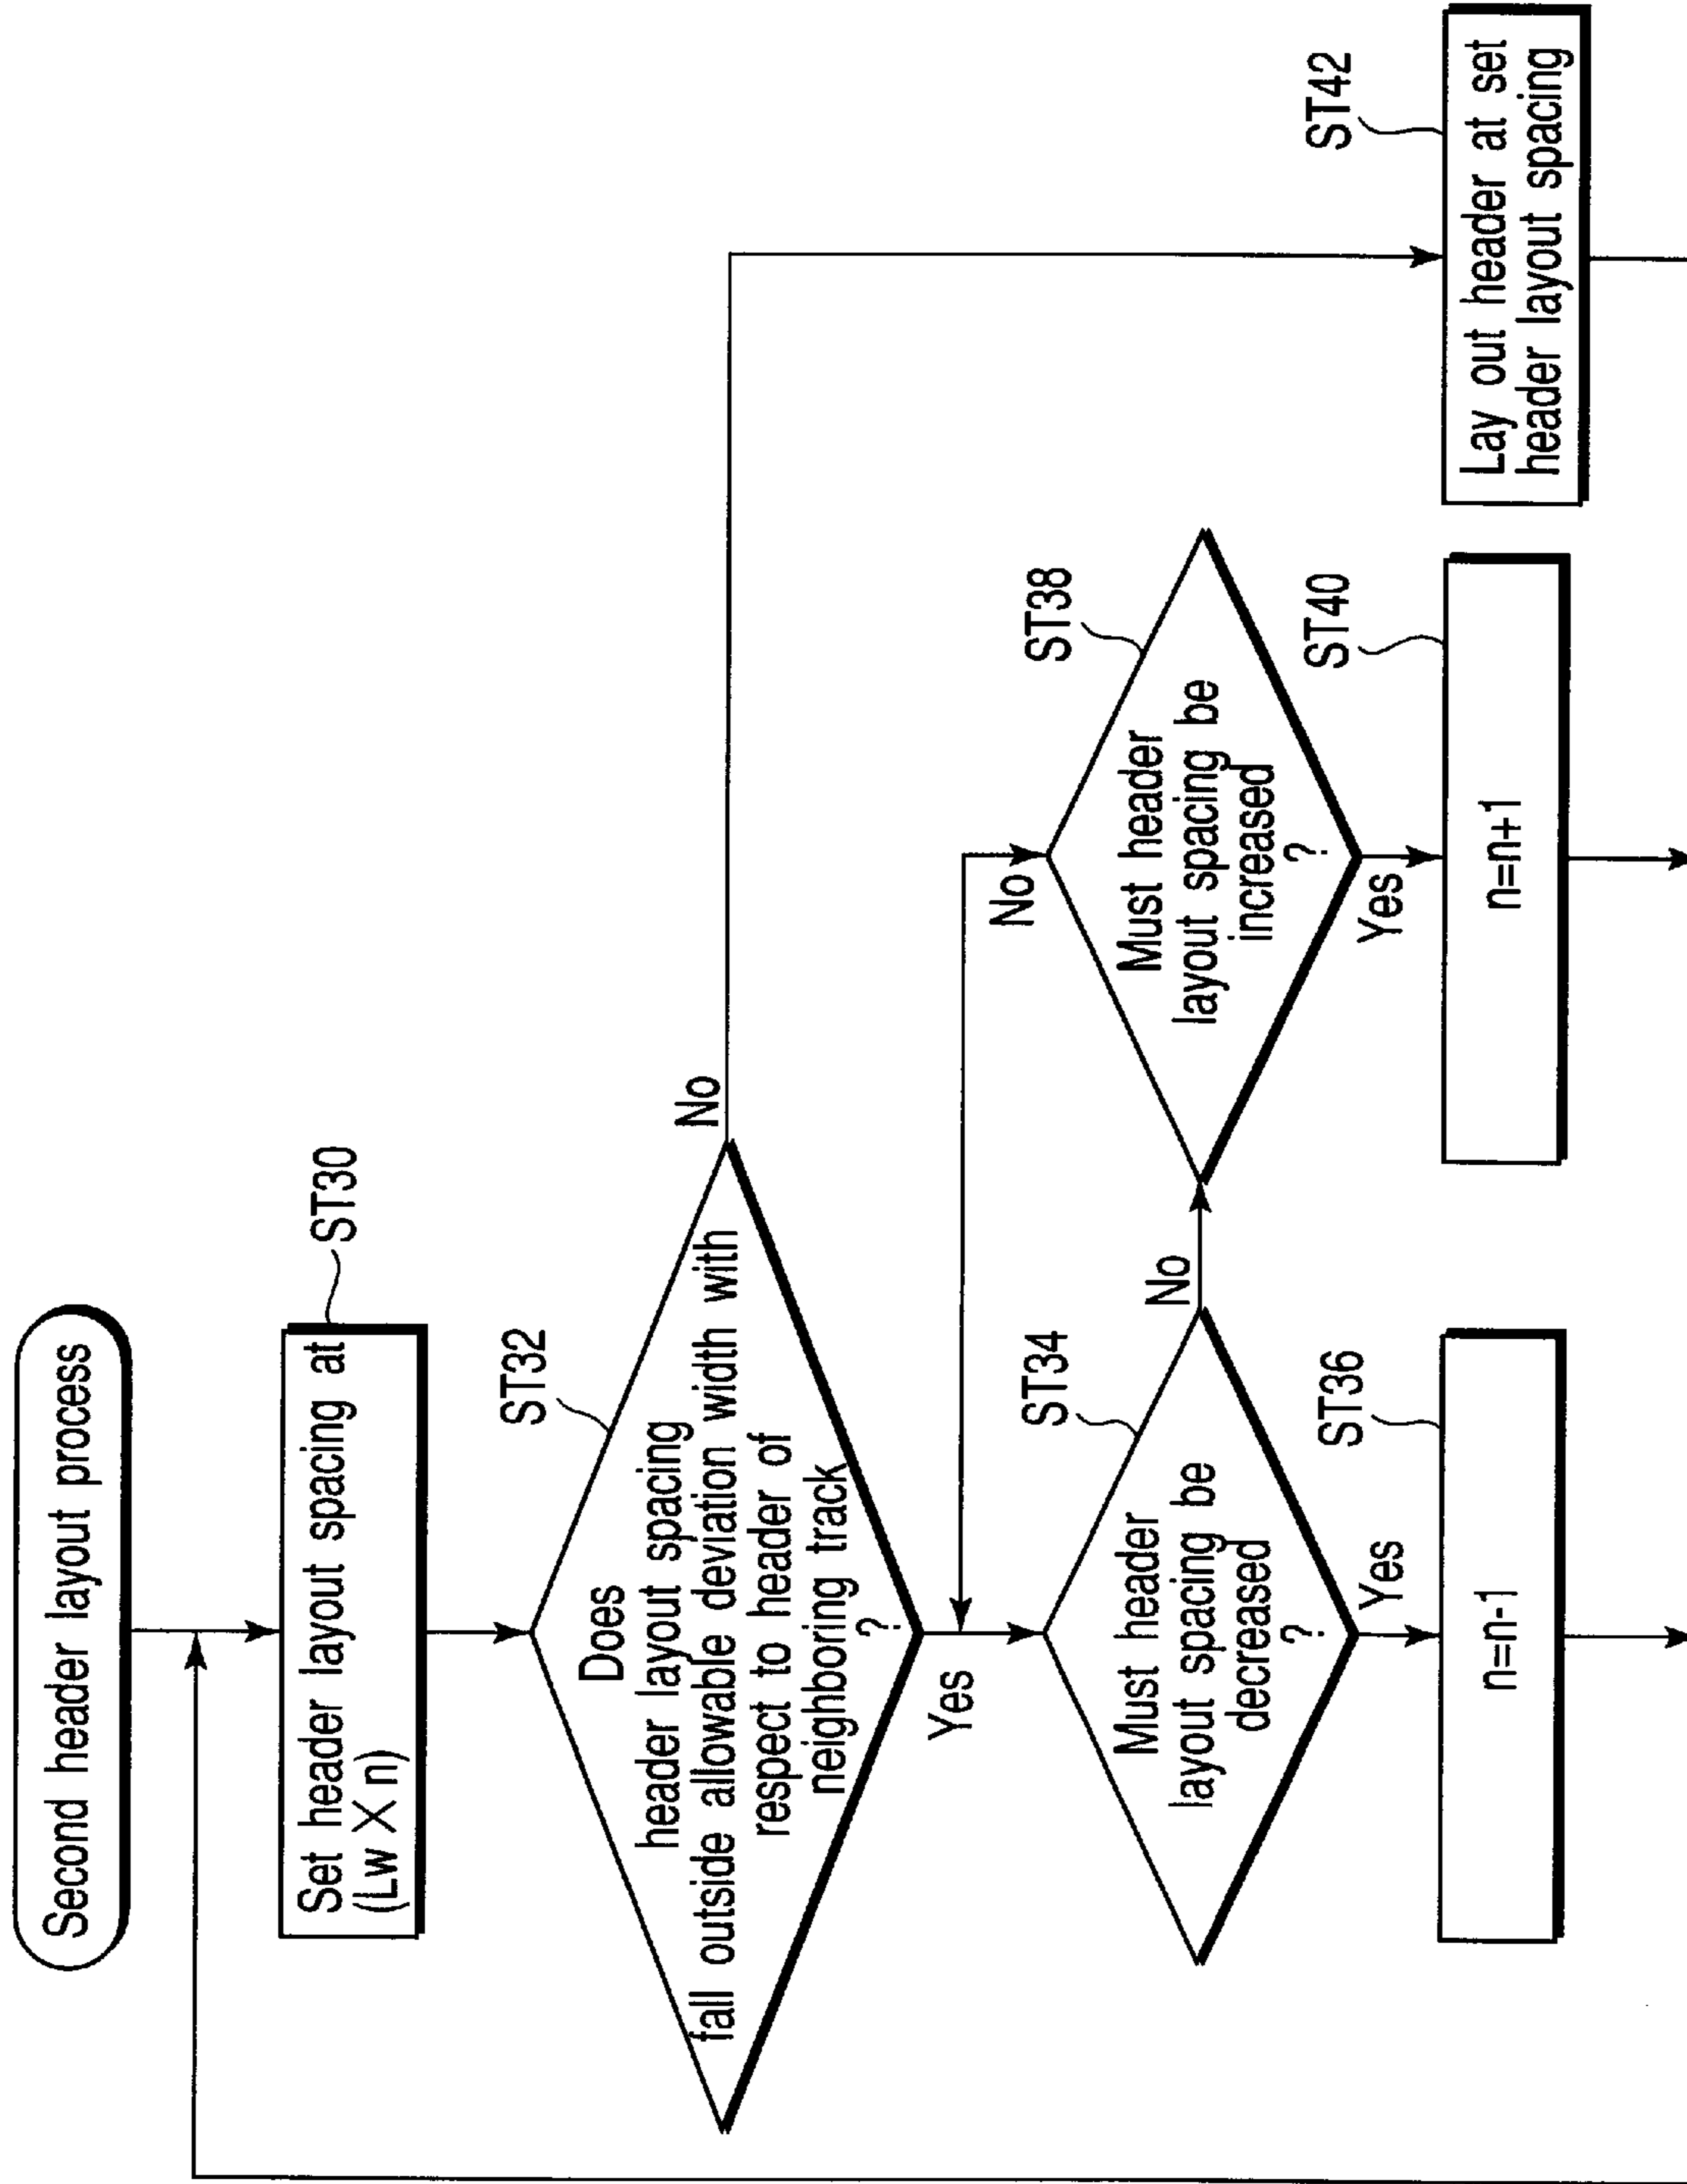 Second header layout process
ST30
Set header layout spacing at
(Lw×n)
ST32
Does
header layout spacing
fall outside allowable deviation width with
respect to header of
neighboring track
?
No
Yes
ST34
Must header
layout spacing be
decreased
?
No
Yes
ST36
n=n-1
ST38
No
Must header
layout spacing be
increased
?
Yes
ST40
n=n+1
ST42
Lay out header at set
header layout spacing